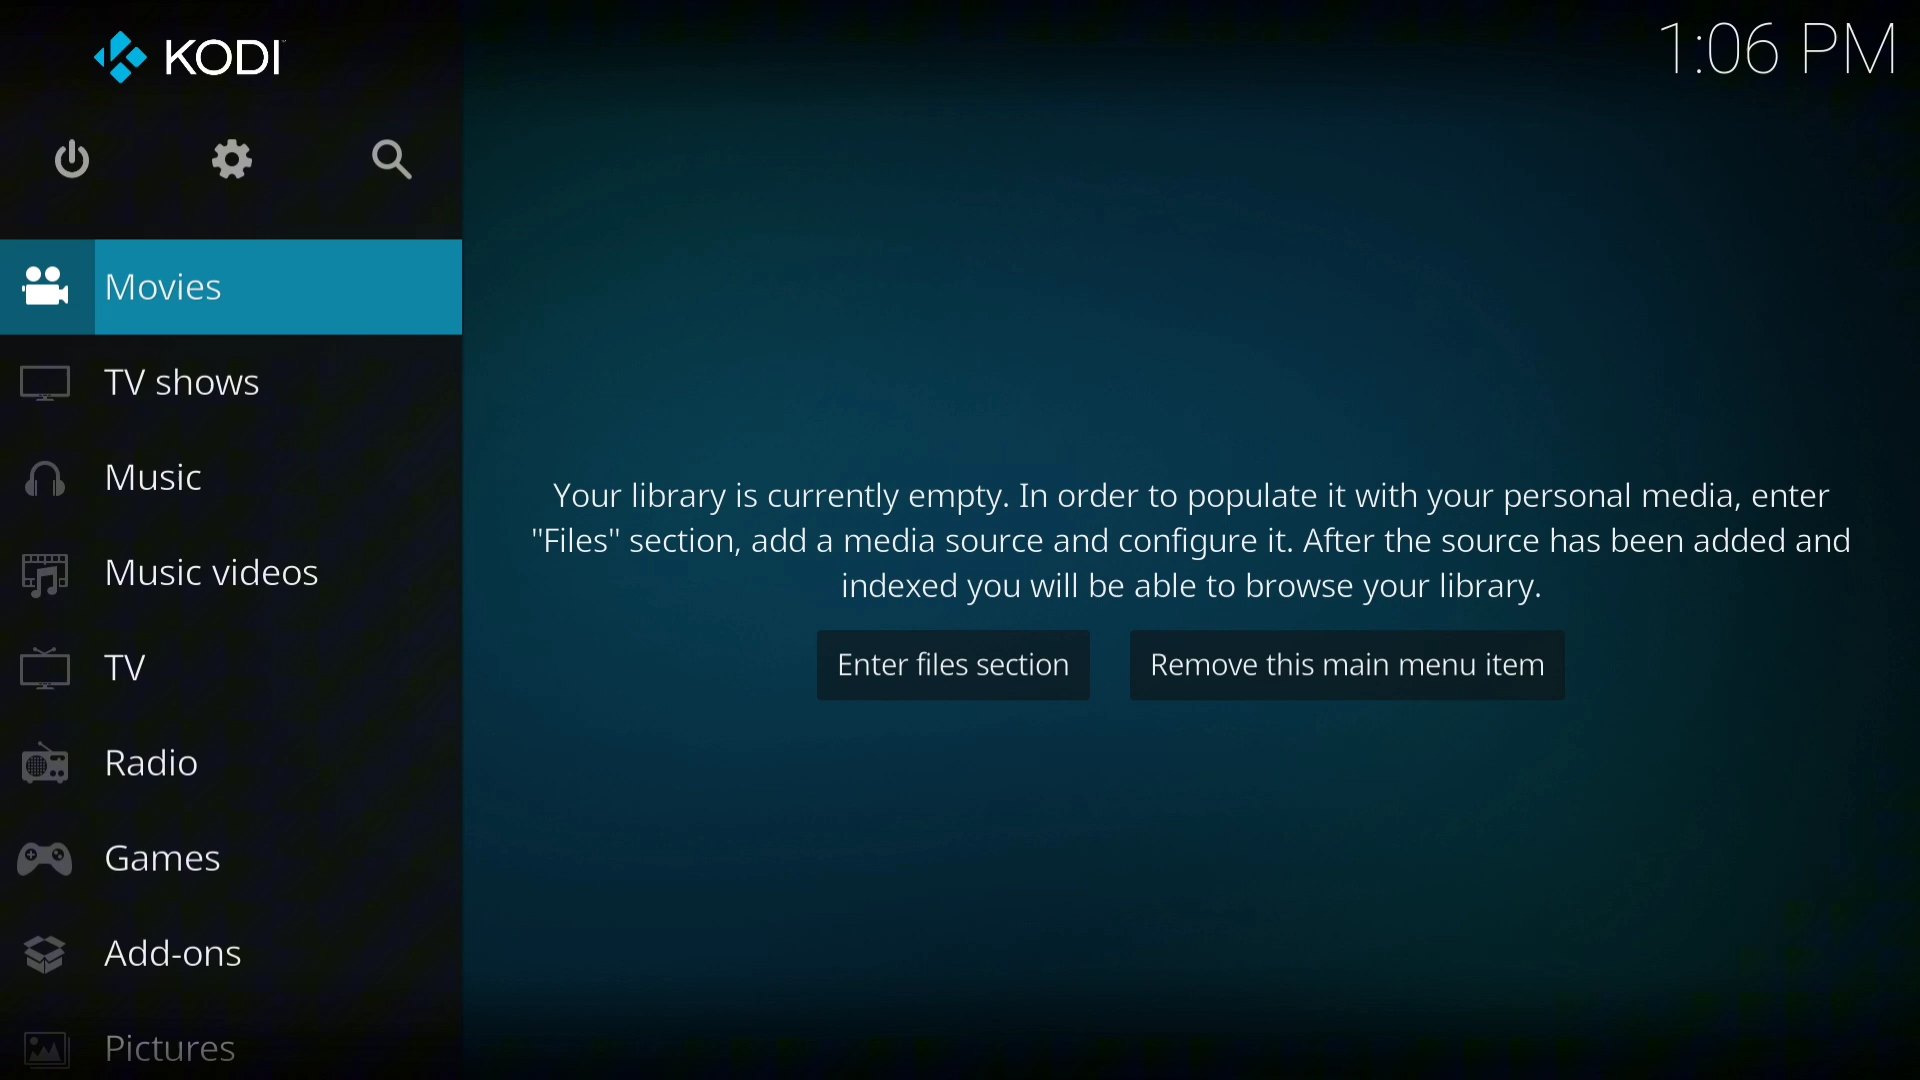 KODI
1:06 PM
Movies
TV shows
Music
Music videos
TV
Radio
Games
Add-ons
Pictures
Your library is currently empty. In order to populate it with your personal media, enter
"Files" section, add a media source and configure it. After the source has been added and
indexed you will be able to browse your library.
Enter files section
Remove this main menu item